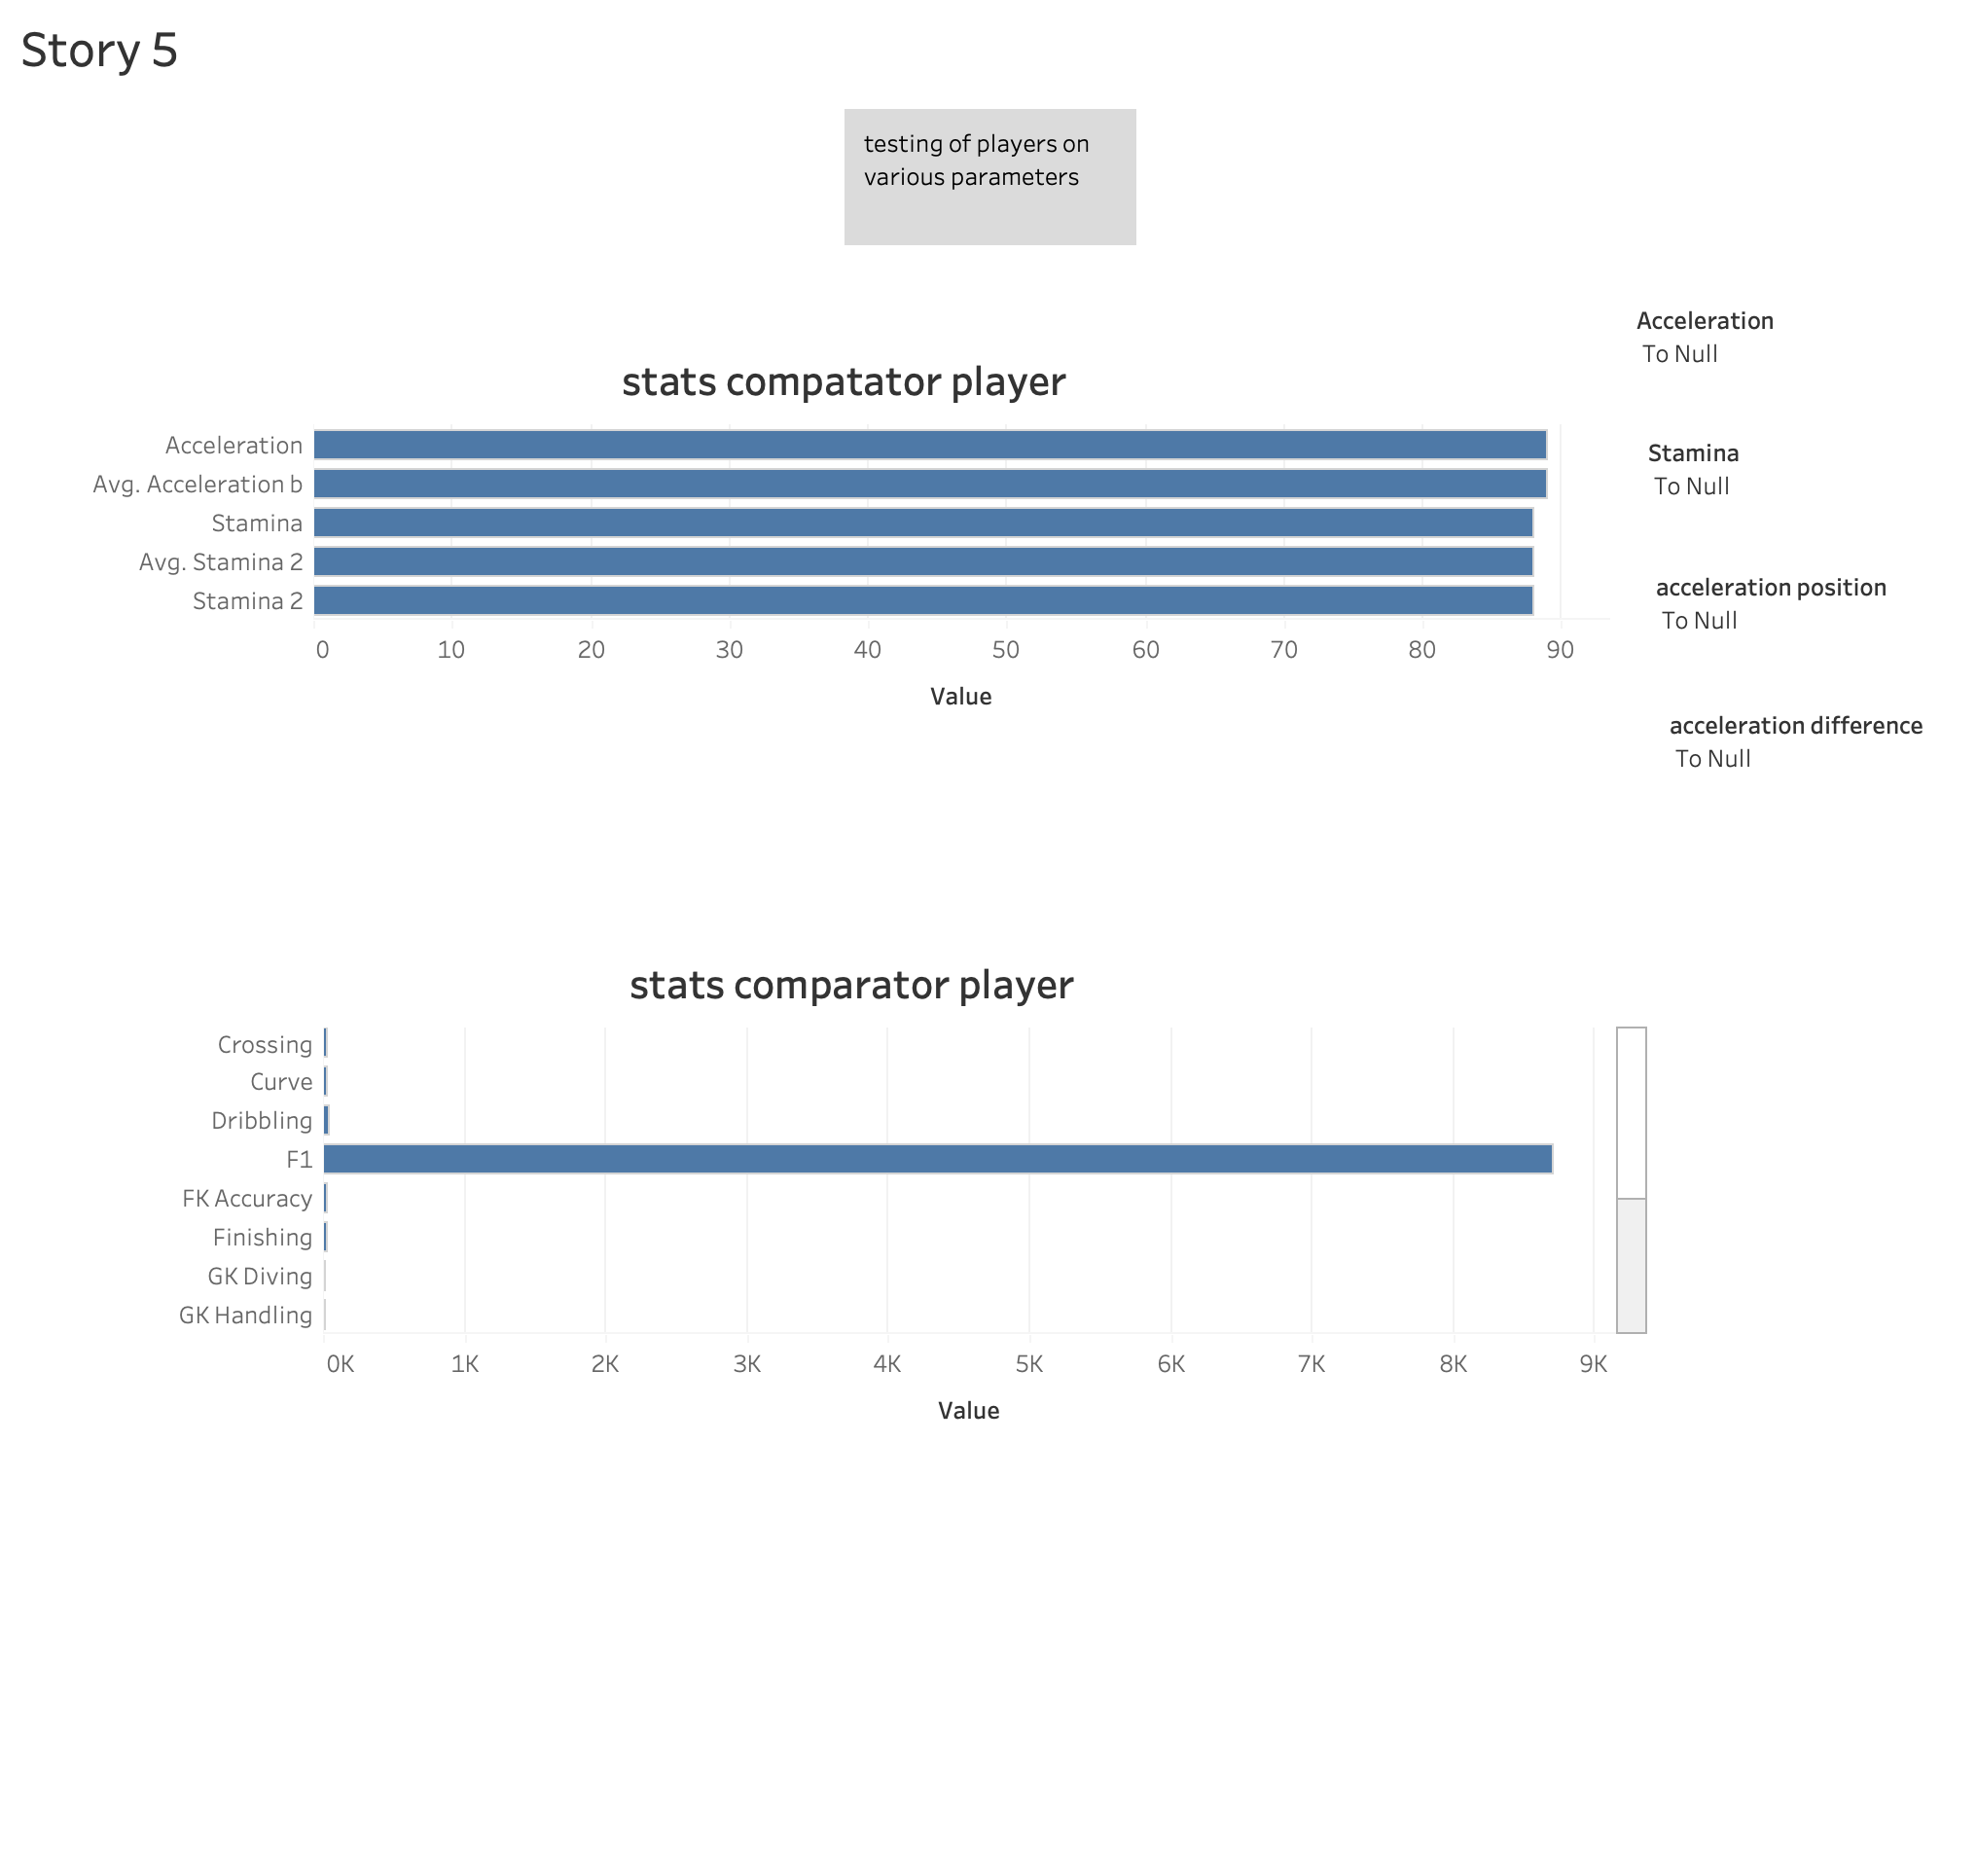 Story 5
testing of players on
various parameters
Acceleration
To Null
stats compatator player
Acceleration
Avg. Acceleration b
Stamina
Avg. Stamina 2
Stamina 2
0 10 20 30 40 50 60 70 80 90
Value
Stamina
To Null
acceleration position
To Null
acceleration difference
To Null
stats comparator player
Crossing
Curve
Dribbling
F1
FK Accuracy
Finishing
GK Diving
GK Handling
0K 1K 2K 3K 4K 5K 6K 7K 8K 9K
Value